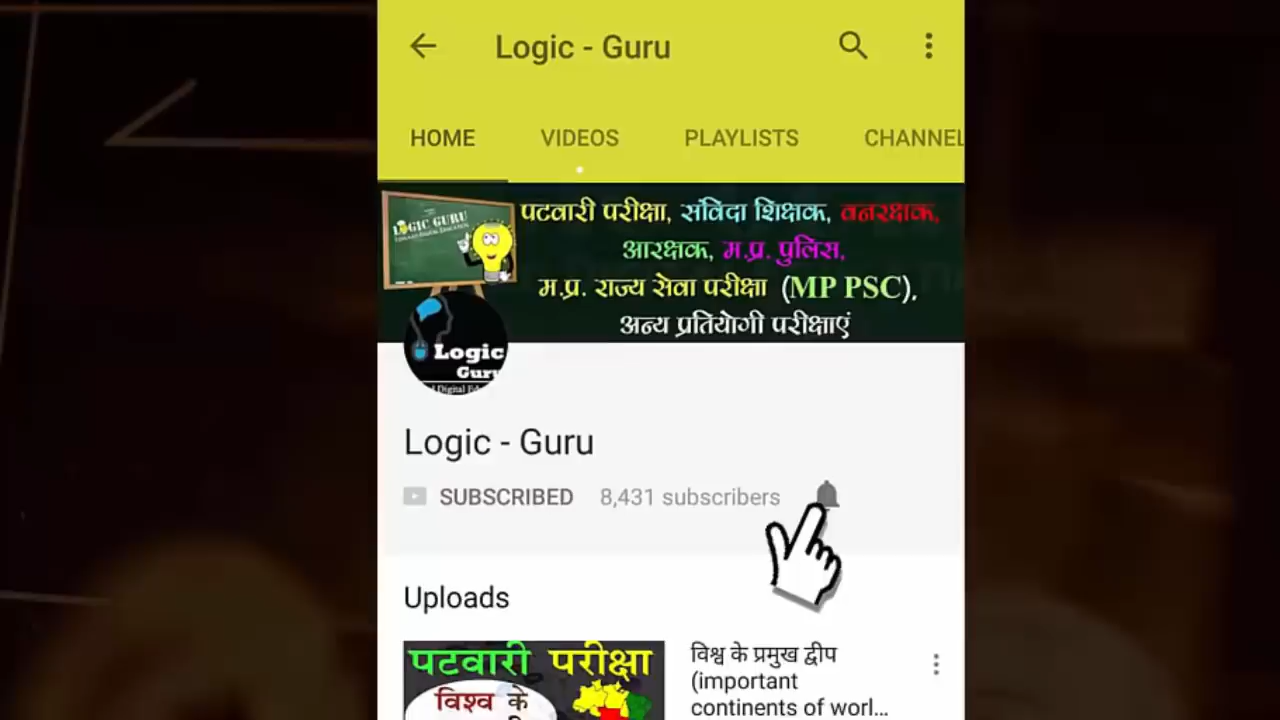 Logic - Guru
HOME VIDEOS PLAYLISTS CHANNEL
LOGIC GURU
पटवारी परीक्षा, संविदा शिक्षक, वनरक्षक,
आरक्षक, म.प्र. पुलिस,
म.प्र. राज्य सेवा परीक्षा (MP PSC),
अन्य प्रतियोगी परीक्षाएं
Logic
Guru
Digital
Logic - Guru
SUBSCRIBED 8,431 subscribers
Uploads
पटवारी परीक्षा
विश्व के
विश्व के प्रमुख द्वीप
(important
continents of worl...